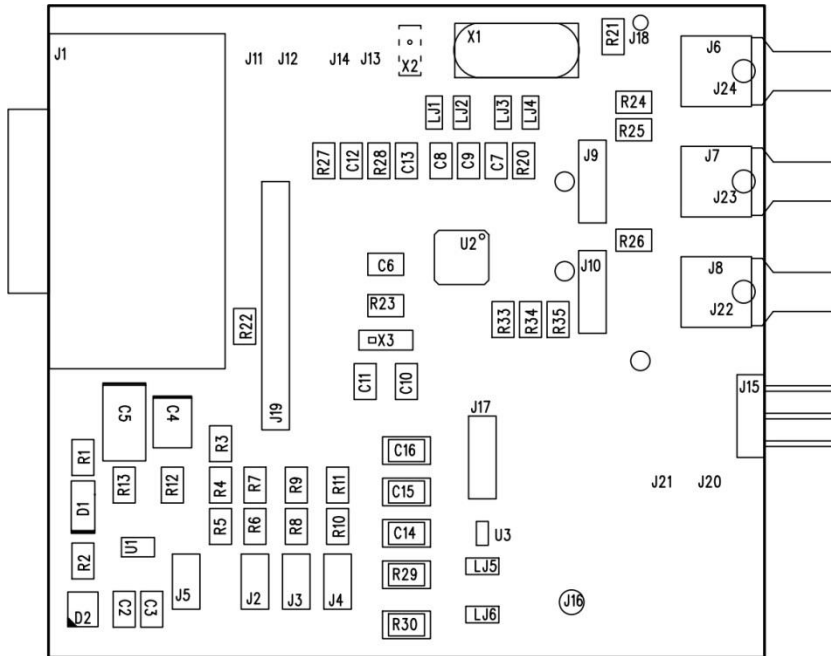 J1
J11 J12 J14 J13 X2 X1 R21 J18 J6
J24
LJ1 LJ2 LJ3 LJ4 R24
R25
R27 C12 R28 C13 C8 C9 C7 R20 J9 J7
J23
U2 R26
C6 J10 J8
R23 J22
R22 X3 R33 R34 R35
C11 C10 J15
C5 C4 J19 J17
R1 R3 C16
R13 R12 R4 R7 R9 R11 C15 J21 J20
D1
R5 R6 R8 R10 C14 U3
R2 U1
R29 LJ5
D2 C2 C3 J5 J2 J3 J4 J16
R30 LJ6